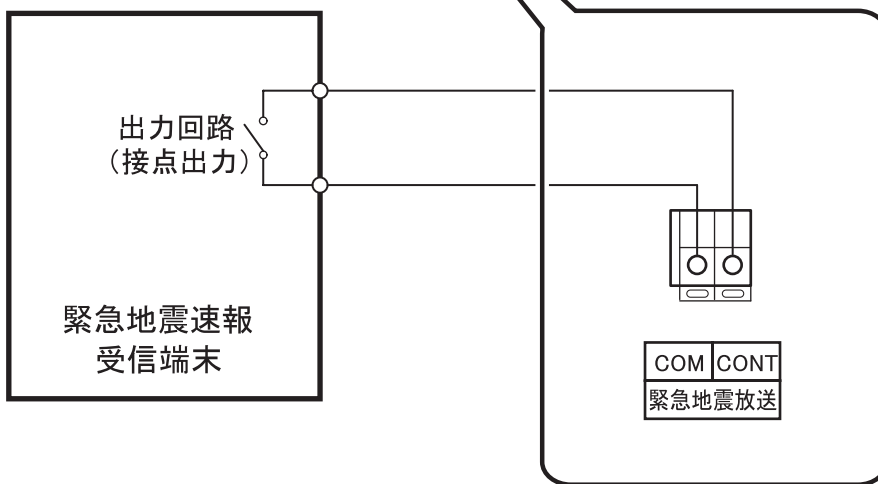 出力回路
（接点出力）
緊急地震速報
受信端末
COM CONT
緊急地震放送